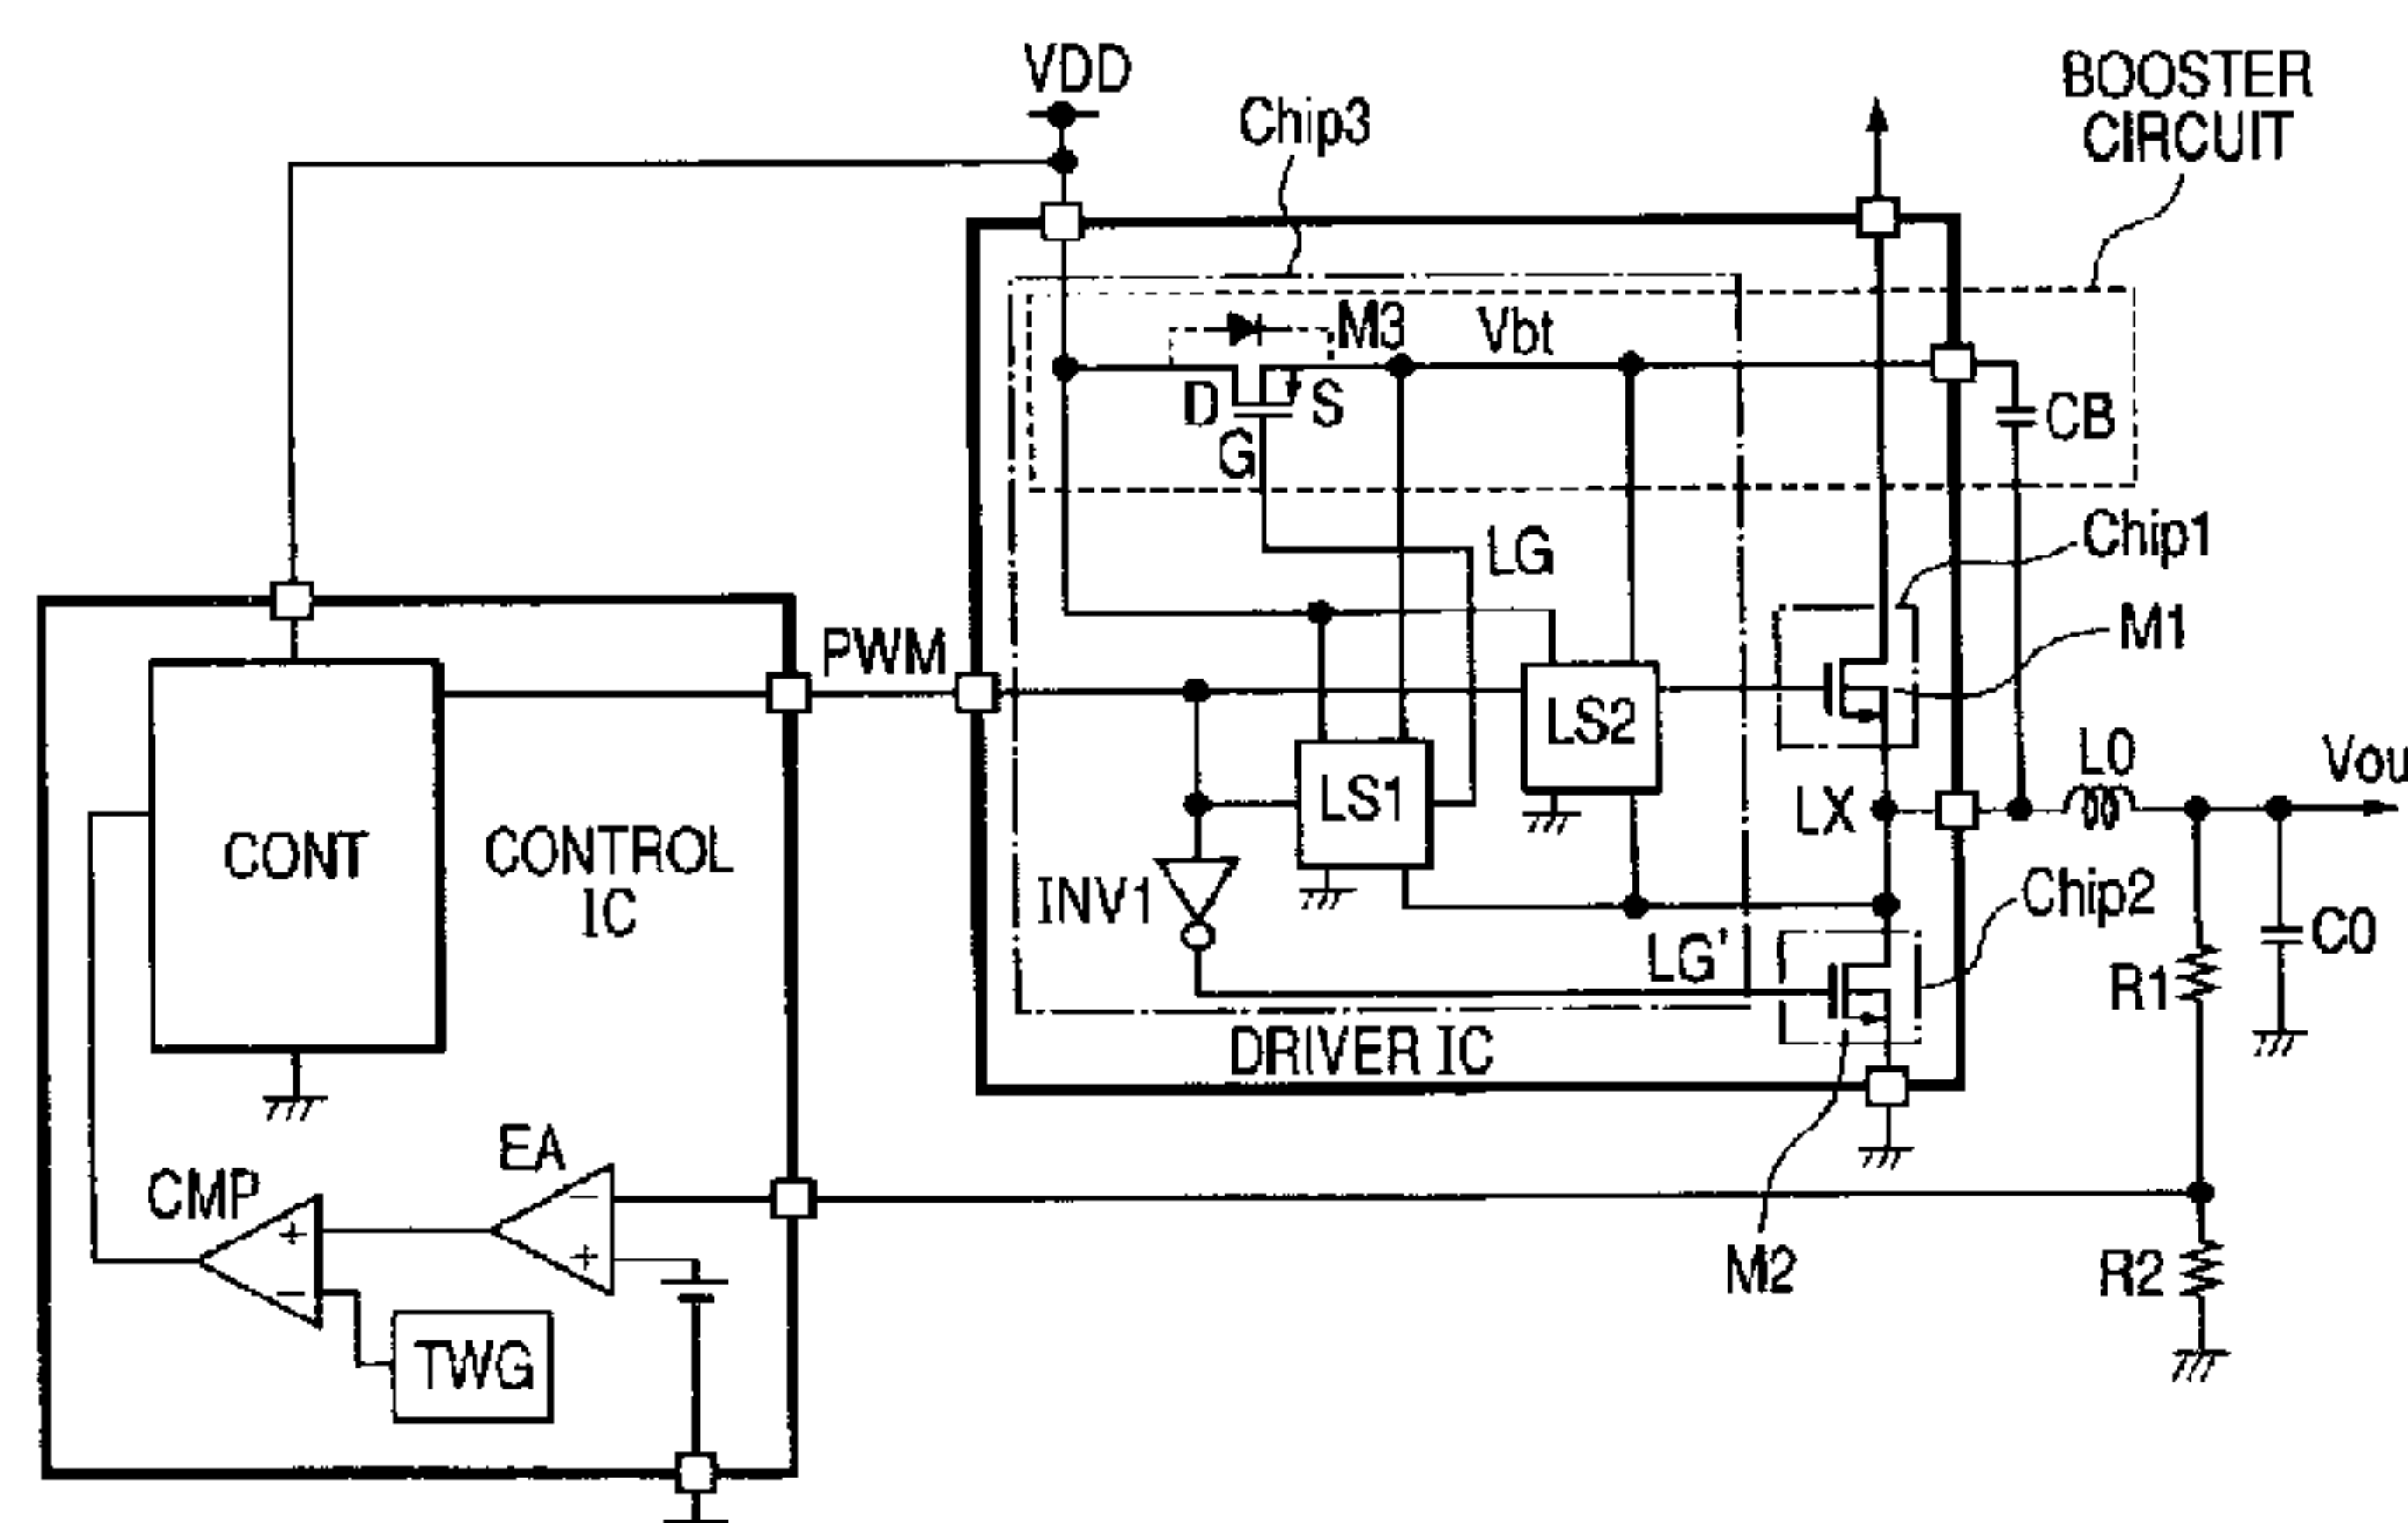 VDD
BOOSTER
CIRCUIT
Chip3
M3
Vbt
D
S
G
CB
LG
Chip1
M1
PWM
LS2
LS1
LX
L0
Vou
CONT
CONTROL
IC
INV1
Chip2
LG'
C0
R1
DRIVER IC
EA
CMP
−
+
+
−
M2
R2
TWG